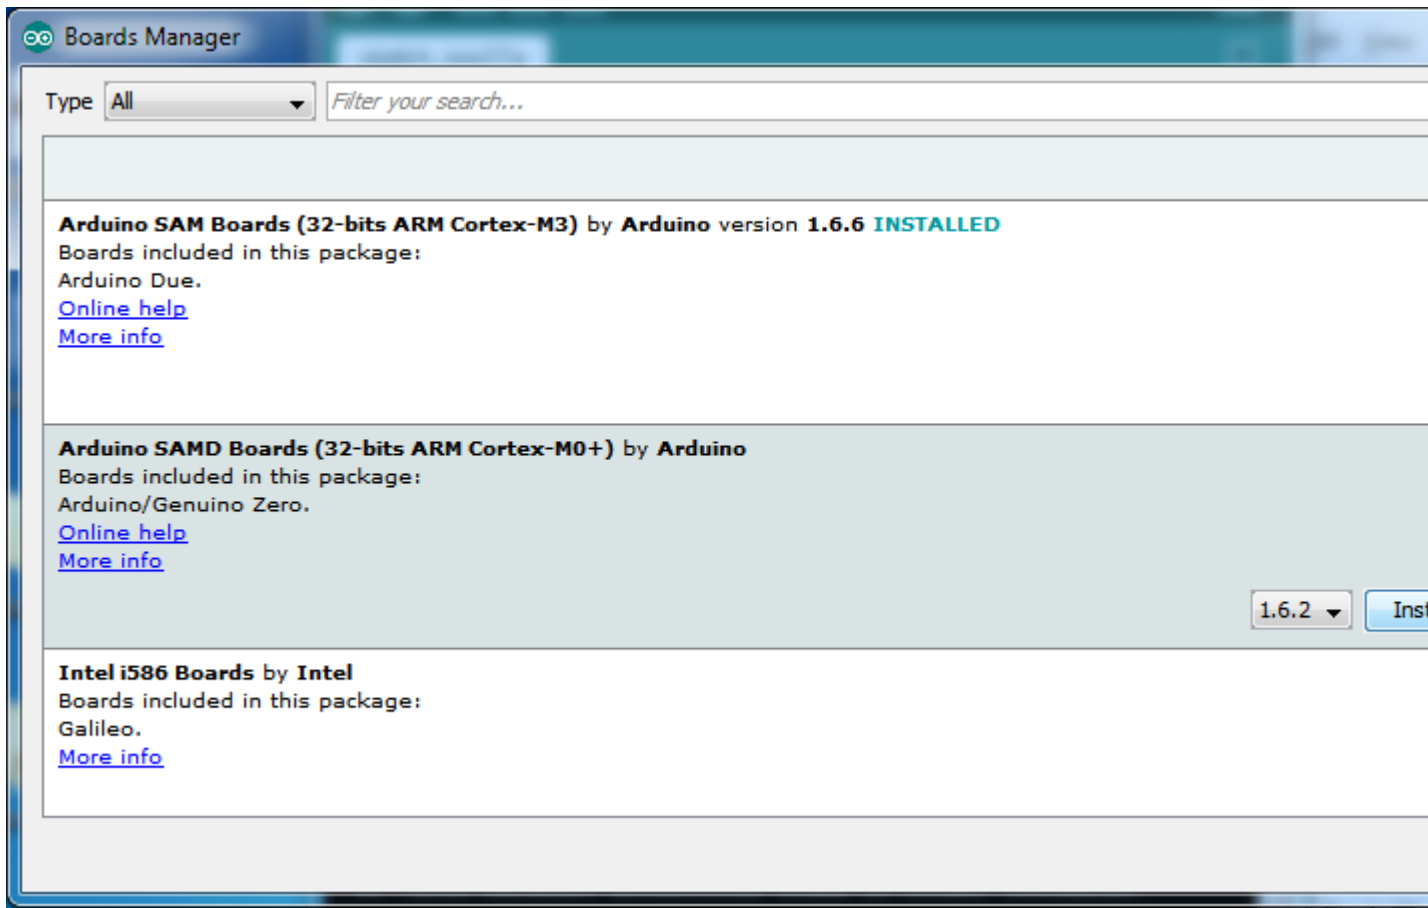 Boards Manager
Type All Filter your search...
Arduino SAM Boards (32-bits ARM Cortex-M3) by Arduino version 1.6.6 INSTALLED
Boards included in this package:
Arduino Due.
Online help
More info
Arduino SAMD Boards (32-bits ARM Cortex-M0+) by Arduino
Boards included in this package:
Arduino/Genuino Zero.
Online help
More info
1.6.2 Inst
Intel i586 Boards by Intel
Boards included in this package:
Galileo.
More info